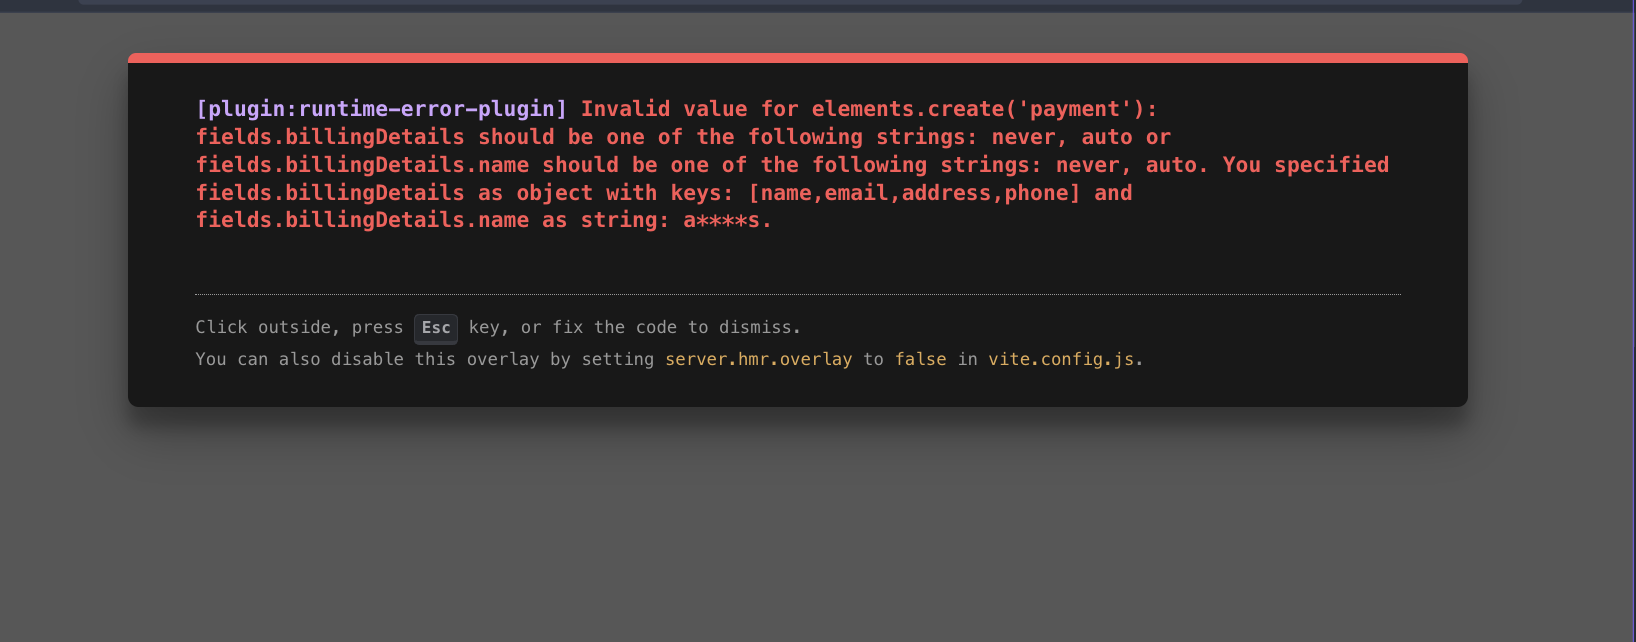 [plugin:runtime-error-plugin] Invalid value for elements.create('payment'):
fields.billingDetails should be one of the following strings: never, auto or
fields.billingDetails.name should be one of the following strings: never, auto. You specified
fields.billingDetails as object with keys: [name,email,address,phone] and
fields.billingDetails.name as string: a****s.
Click outside, press Esc key, or fix the code to dismiss.
You can also disable this overlay by setting server.hmr.overlay to false in vite.config.js.